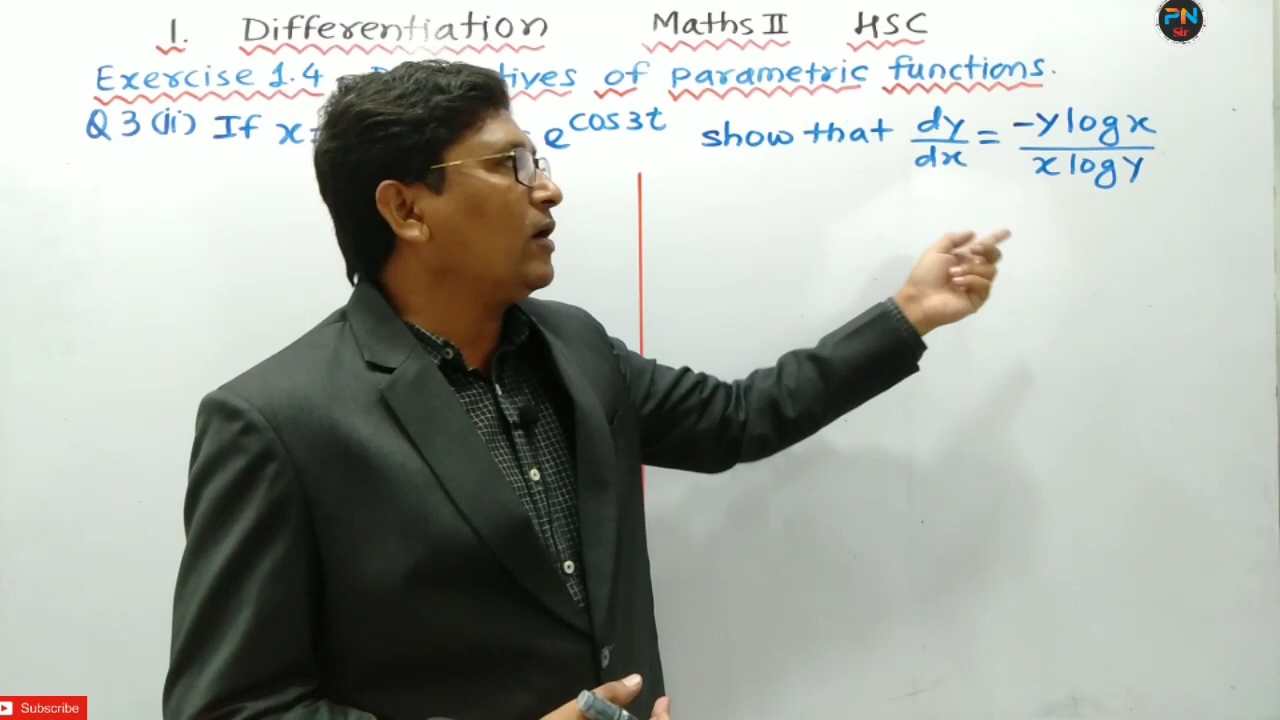 1. Differentiation Maths II HSC
Exercise 1.4 tives of parametric functions.
Q 3 (ii) If x e^cos3t show that dy/dx = -y log x / x log y
PN
Sir
Subscribe